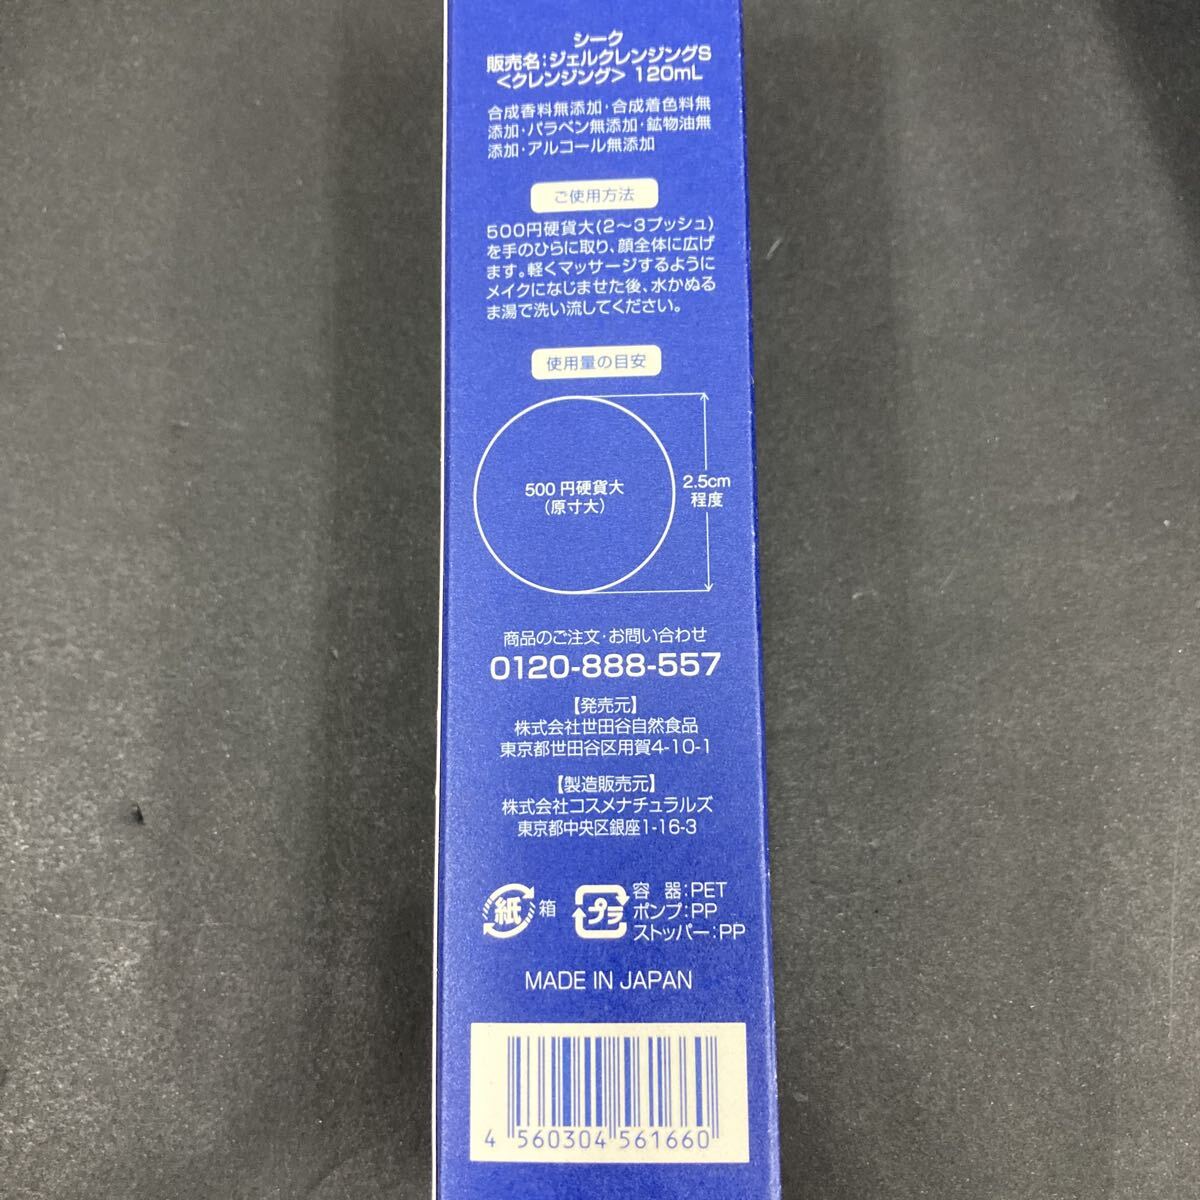 シーク
販売名：ジェルクレンジングS
＜クレンジング＞ 120mL
合成香料無添加・合成着色料無
添加・パラベン無添加・鉱物油無
添加・アルコール無添加
ご使用方法
500円硬貨大(2～3プッシュ)
を手のひらに取り、顔全体に広げ
ます。軽くマッサージするように
メイクになじませた後、水かぬる
ま湯で洗い流してください。
使用量の目安
500円硬貨大
（原寸大）
2.5cm
程度
商品のご注文・お問い合わせ
0120-888-557
【発売元】
株式会社世田谷自然食品
東京都世田谷区用賀4-10-1
【製造販売元】
株式会社コスメナチュラルズ
東京都中央区銀座1-16-3
紙 箱
プラ
容 器：PET
ポンプ：PP
ストッパー：PP
MADE IN JAPAN
4 560304 561660